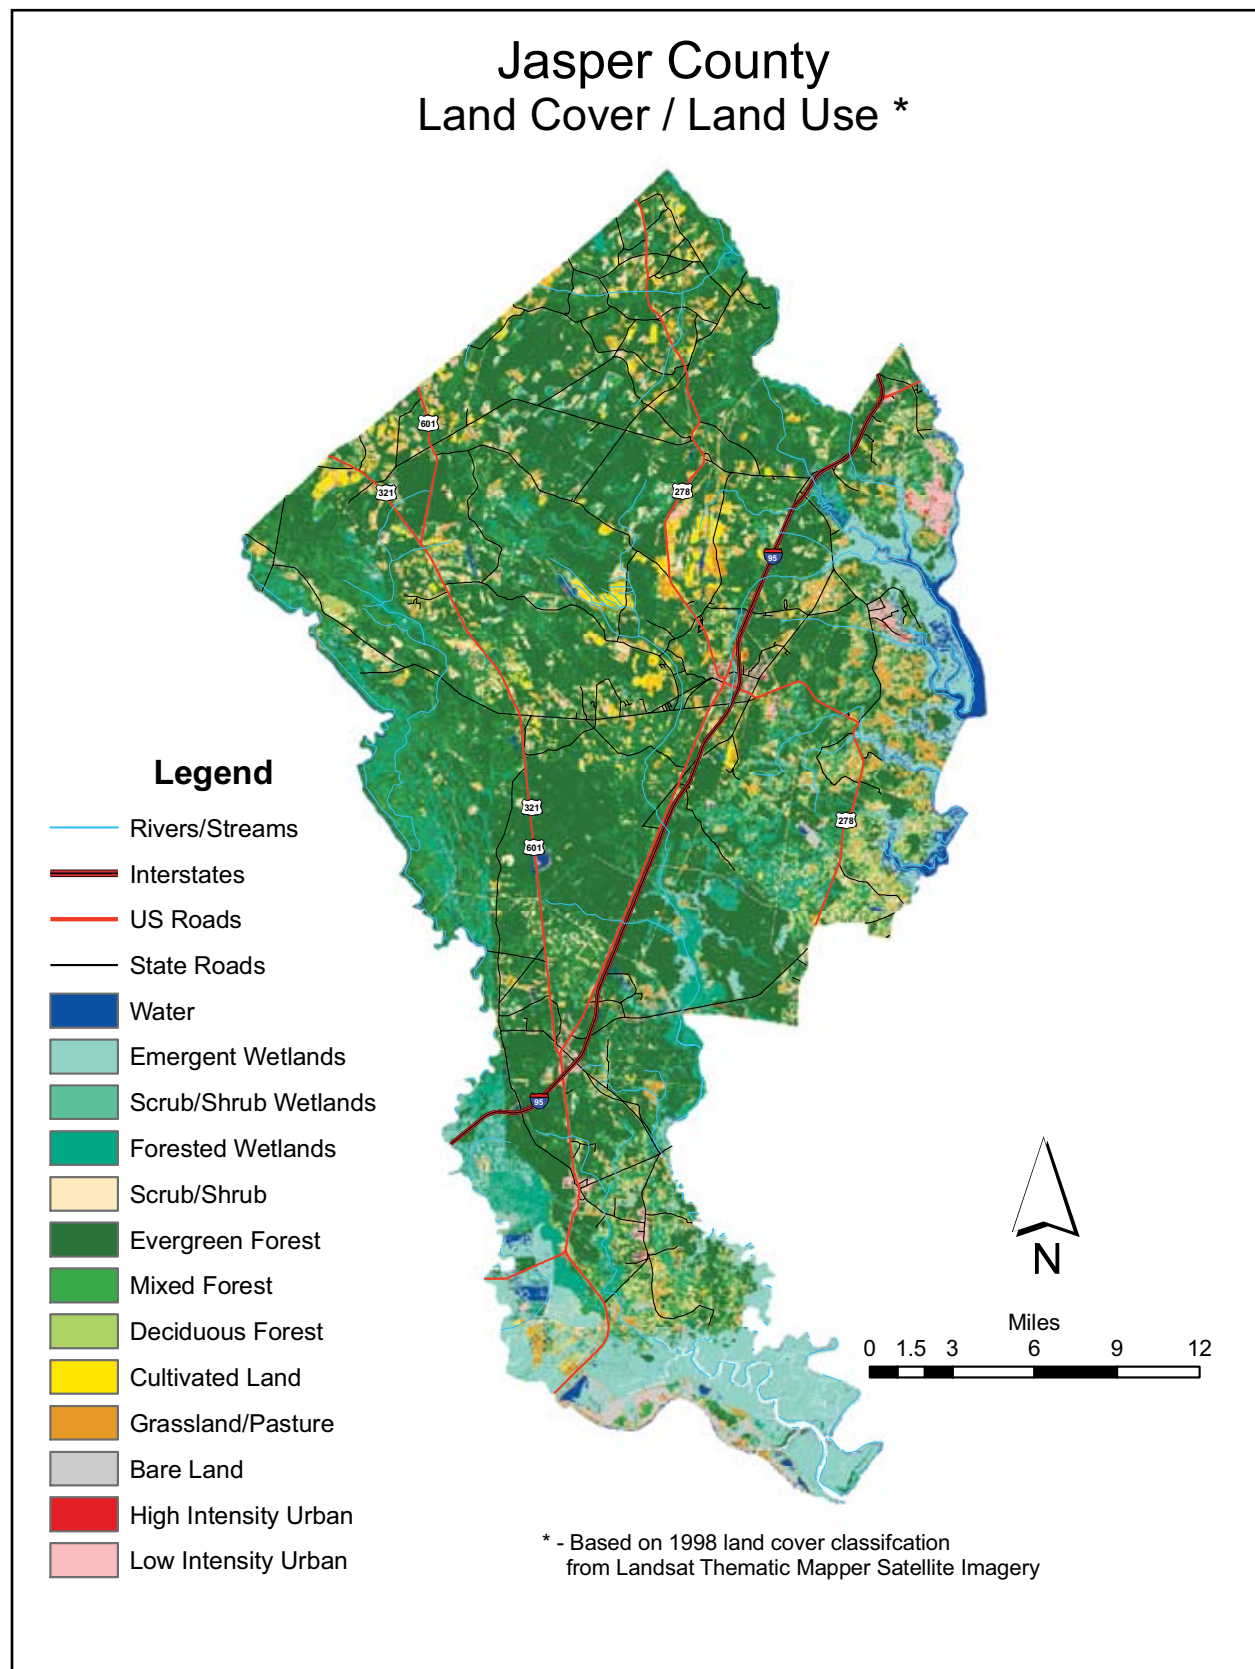 Jasper County
Land Cover / Land Use *
601
321
278
95
321
601
278
95
Legend
Rivers/Streams
Interstates
US Roads
State Roads
Water
Emergent Wetlands
Scrub/Shrub Wetlands
Forested Wetlands
Scrub/Shrub
Evergreen Forest
Mixed Forest
Deciduous Forest
Cultivated Land
Grassland/Pasture
Bare Land
High Intensity Urban
Low Intensity Urban
N
Miles
0 1.5 3 6 9 12
* - Based on 1998 land cover classifcation
from Landsat Thematic Mapper Satellite Imagery